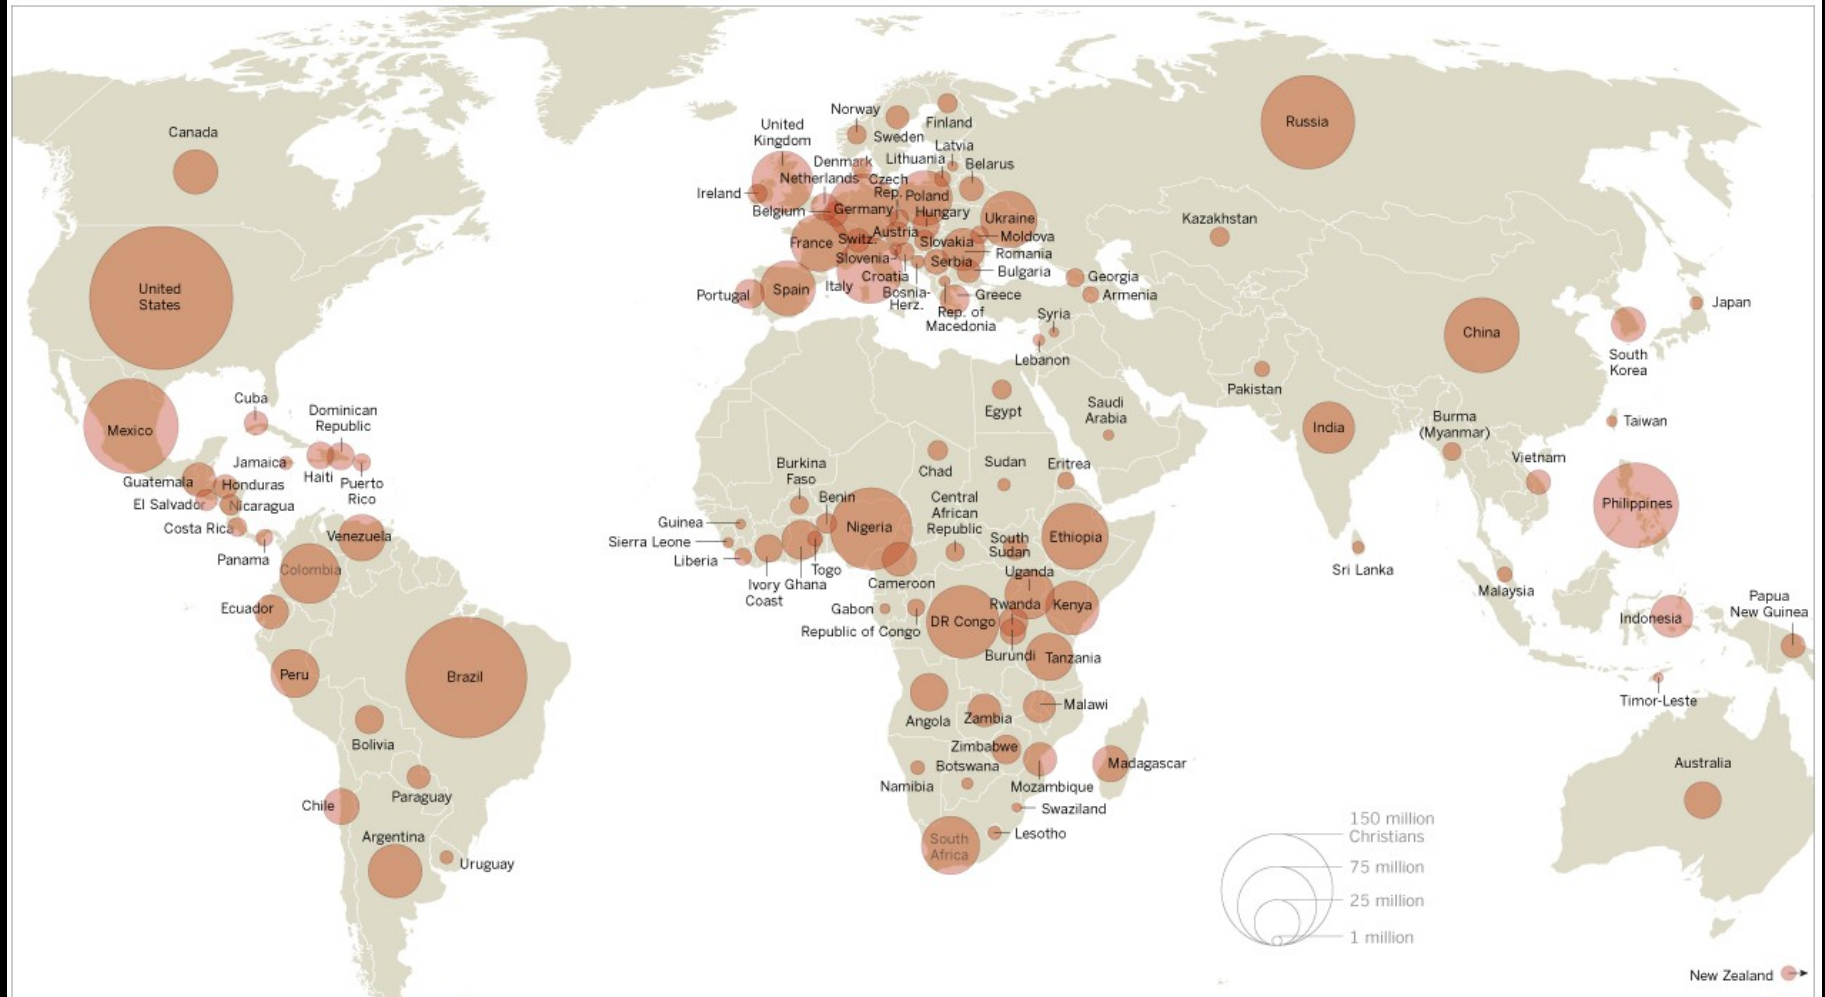 Canada
United
States
Mexico
Cuba
Dominican
Republic
Jamaica
Haiti
Puerto
Rico
Guatemala
Honduras
El Salvador
Nicaragua
Costa Rica
Panama
Venezuela
Colombia
Ecuador
Peru
Brazil
Bolivia
Paraguay
Chile
Argentina
Uruguay
Norway
Sweden
Finland
United
Kingdom
Denmark
Latvia
Lithuania
Belarus
Netherlands
Czech
Rep.
Poland
Ireland
Belgium
Germany
Hungary
Ukraine
France
Switz.
Austria
Slovakia
Moldova
Romania
Slovenia
Serbia
Croatia
Bulgaria
Portugal
Spain
Italy
Bosnia-
Herz.
Greece
Rep. of
Macedonia
Georgia
Armenia
Syria
Lebanon
Russia
Kazakhstan
China
Japan
South
Korea
Pakistan
India
Burma
(Myanmar)
Taiwan
Vietnam
Philippines
Sri Lanka
Malaysia
Indonesia
Papua
New Guinea
Timor-Leste
Australia
New Zealand
Egypt
Saudi
Arabia
Chad
Sudan
Eritrea
Burkina
Faso
Benin
Nigeria
Central
African
Republic
Guinea
Sierra Leone
Liberia
Ivory
Coast
Ghana
Togo
Cameroon
South
Sudan
Ethiopia
Uganda
Gabon
Republic of Congo
DR Congo
Rwanda
Kenya
Burundi
Tanzania
Angola
Zambia
Malawi
Zimbabwe
Botswana
Namibia
Mozambique
Madagascar
Swaziland
Lesotho
South
Africa
150 million
Christians
75 million
25 million
1 million